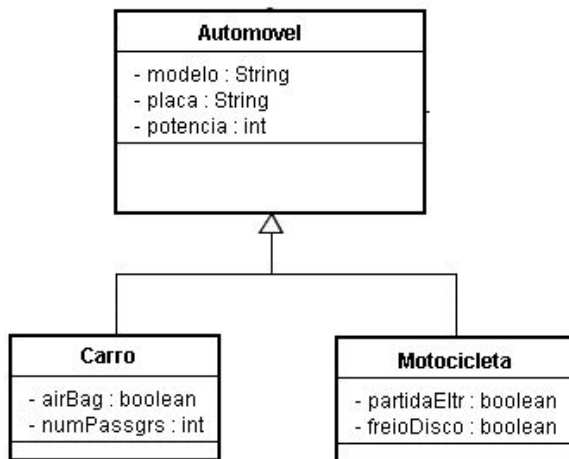 Automovel
- modelo : String
- placa : String
- potencia : int
Carro
- airBag : boolean
- numPassgrs : int
Motocicleta
- partidaEltr : boolean
- freioDisco : boolean